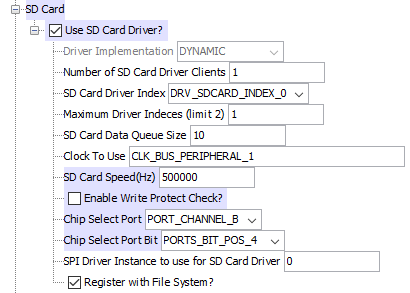 SD Card
Use SD Card Driver?
Driver Implementation DYNAMIC
Number of SD Card Driver Clients 1
SD Card Driver Index DRV_SDCARD_INDEX_0
Maximum Driver Indeces (limit 2) 1
SD Card Data Queue Size 10
Clock To Use CLK_BUS_PERIPHERAL_1
SD Card Speed(Hz) 500000
Enable Write Protect Check?
Chip Select Port PORT_CHANNEL_B
Chip Select Port Bit PORTS_BIT_POS_4
SPI Driver Instance to use for SD Card Driver 0
Register with File System?